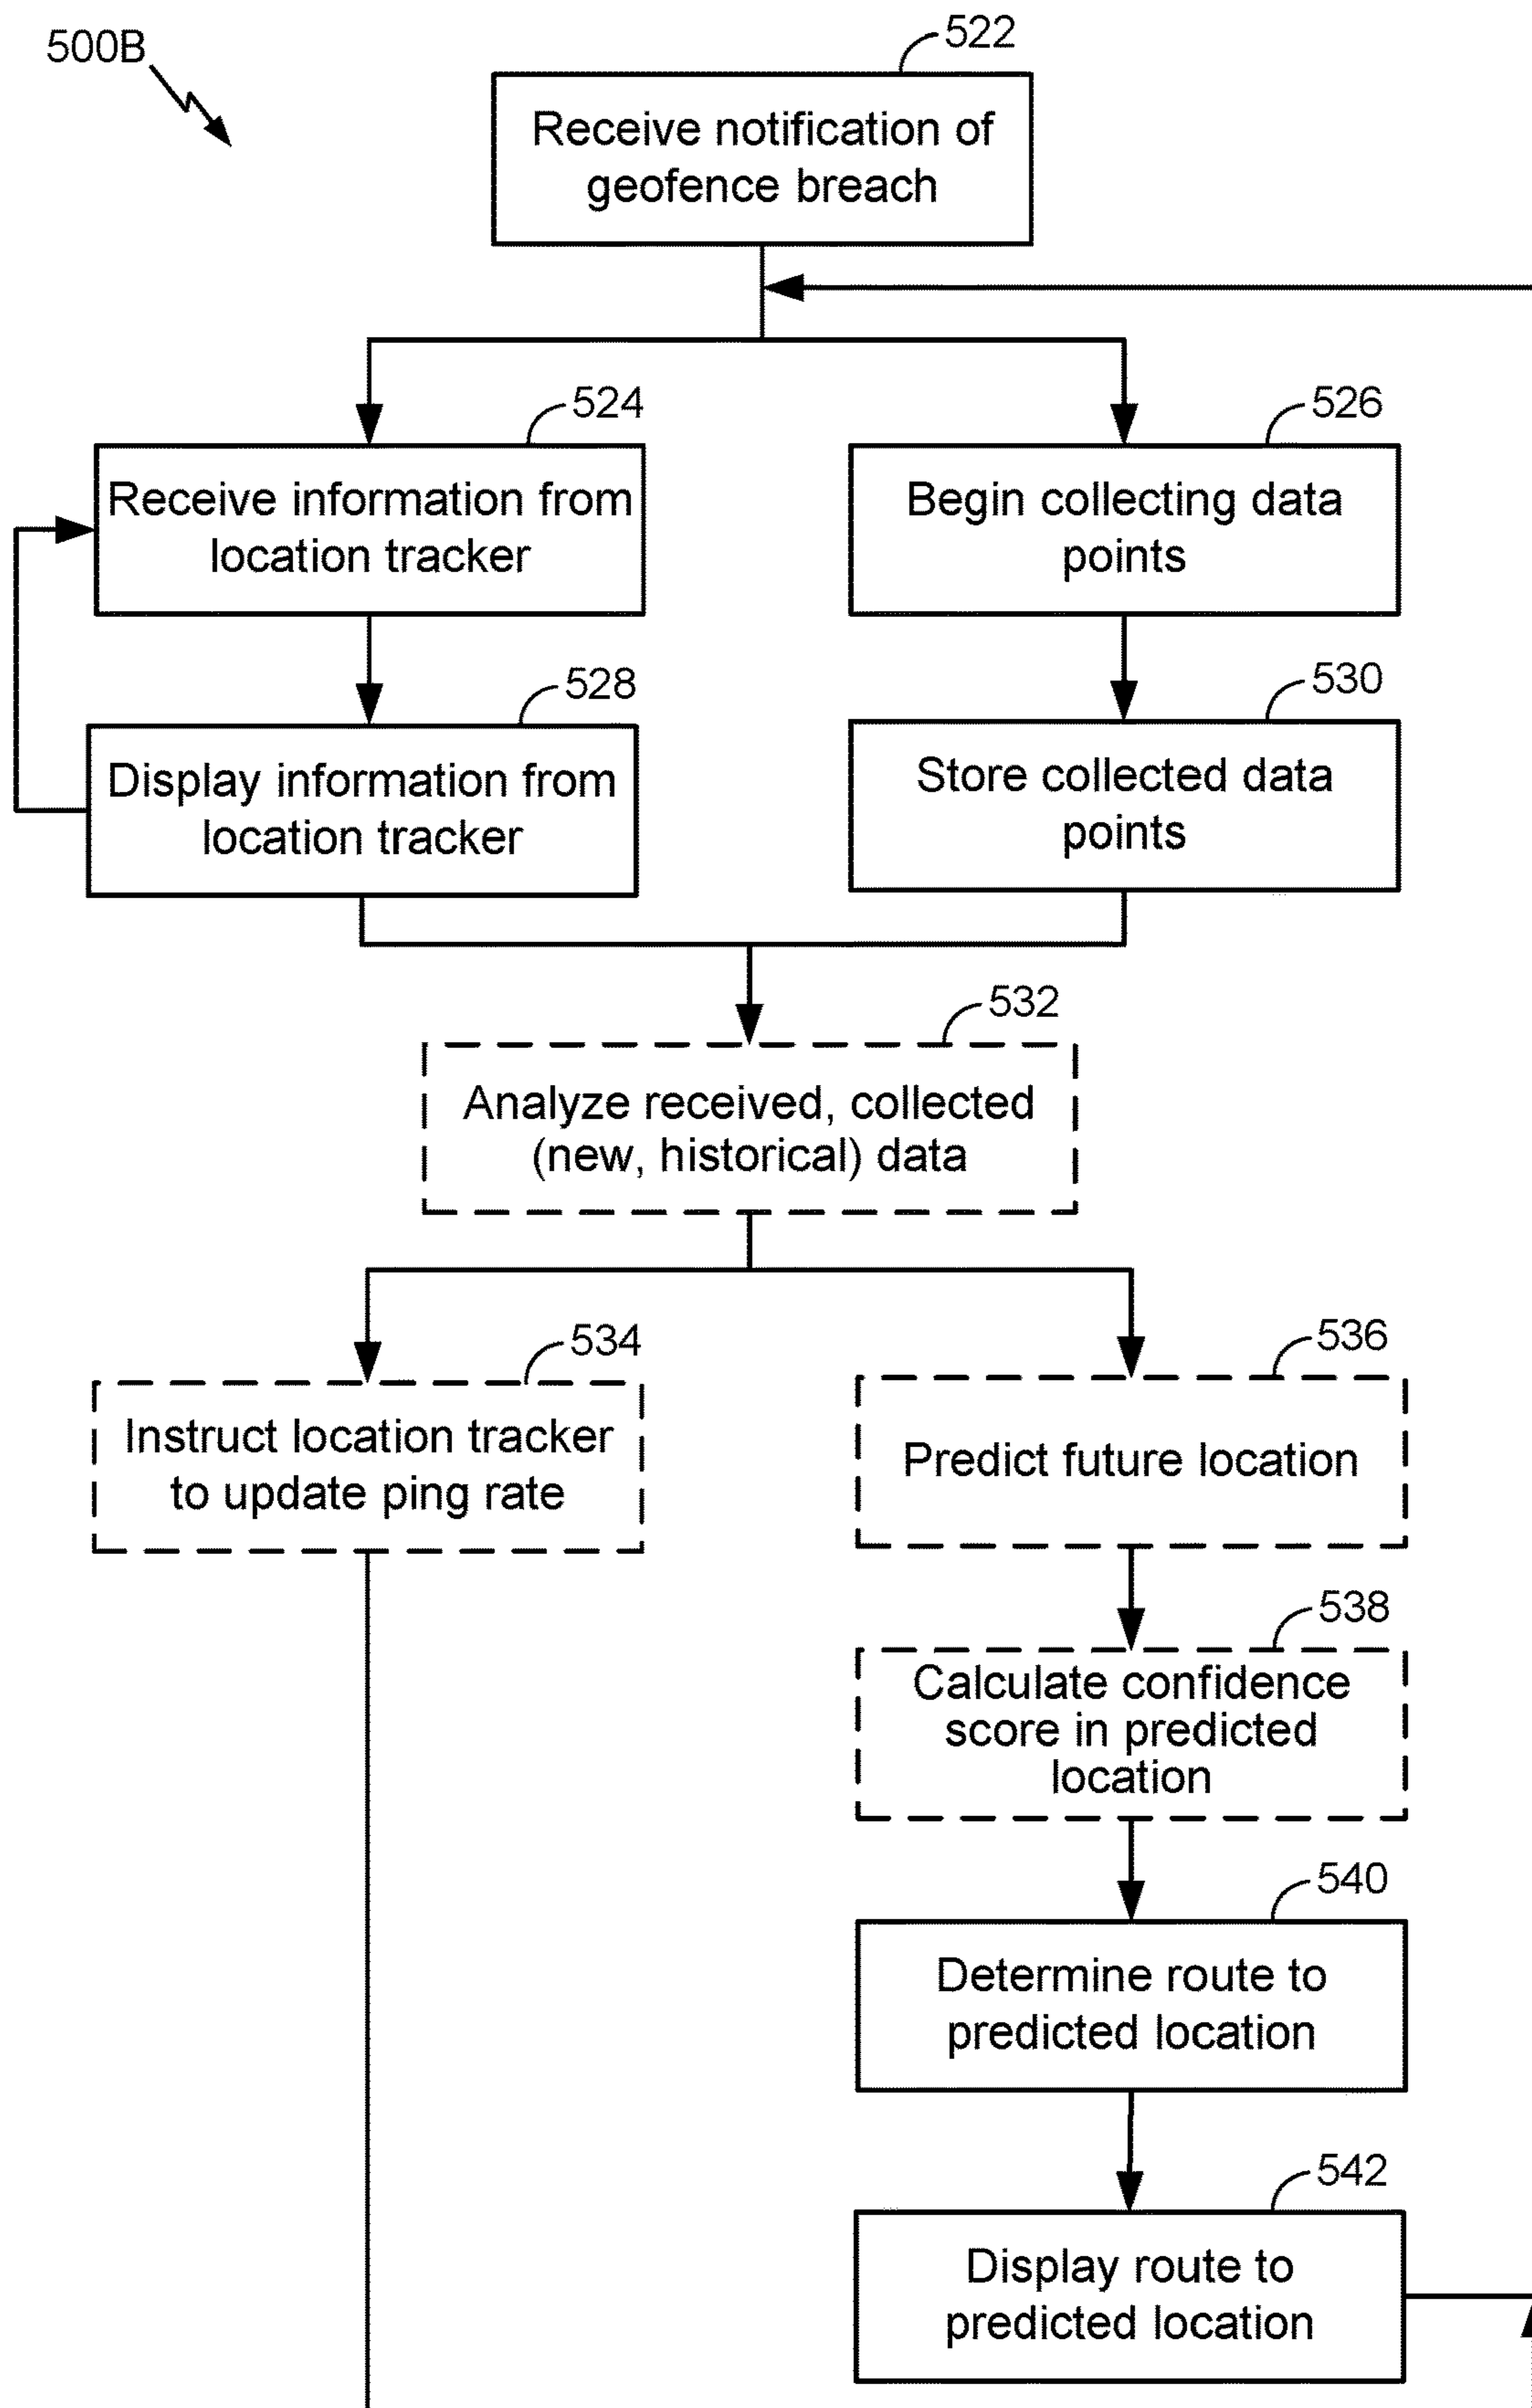 500B
522
Receive notification of
geofence breach
524
Receive information from
location tracker
526
Begin collecting data
points
528
Display information from
location tracker
530
Store collected data
points
532
Analyze received, collected
(new, historical) data
534
Instruct location tracker
to update ping rate
536
Predict future location
538
Calculate confidence
score in predicted
location
540
Determine route to
predicted location
542
Display route to
predicted location